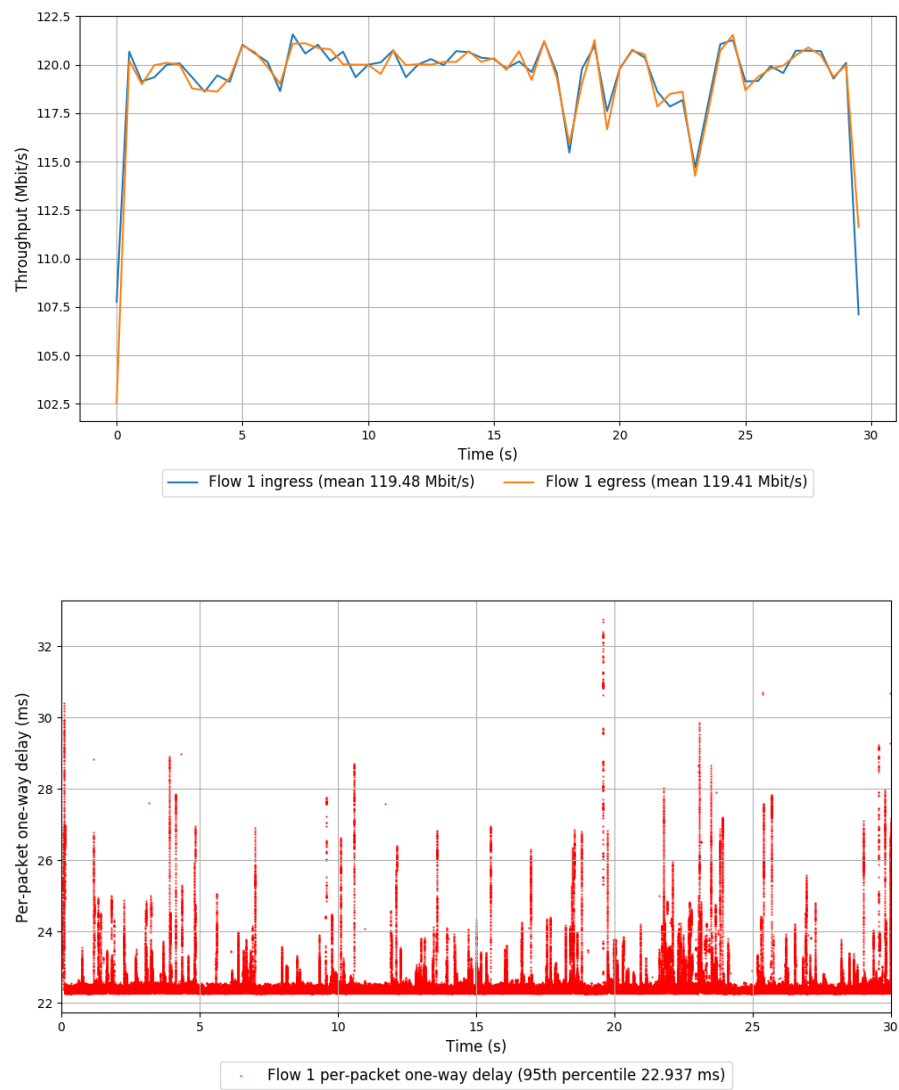 122.5
120.0
117.5
115.0
112.5
110.0
107.5
105.0
102.5
Throughput (Mbit/s)
0 5 10 15 20 25 30
Time (s)
Flow 1 ingress (mean 119.48 Mbit/s) Flow 1 egress (mean 119.41 Mbit/s)
32
30
28
26
24
22
Per-packet one-way delay (ms)
0 5 10 15 20 25 30
Time (s)
Flow 1 per-packet one-way delay (95th percentile 22.937 ms)